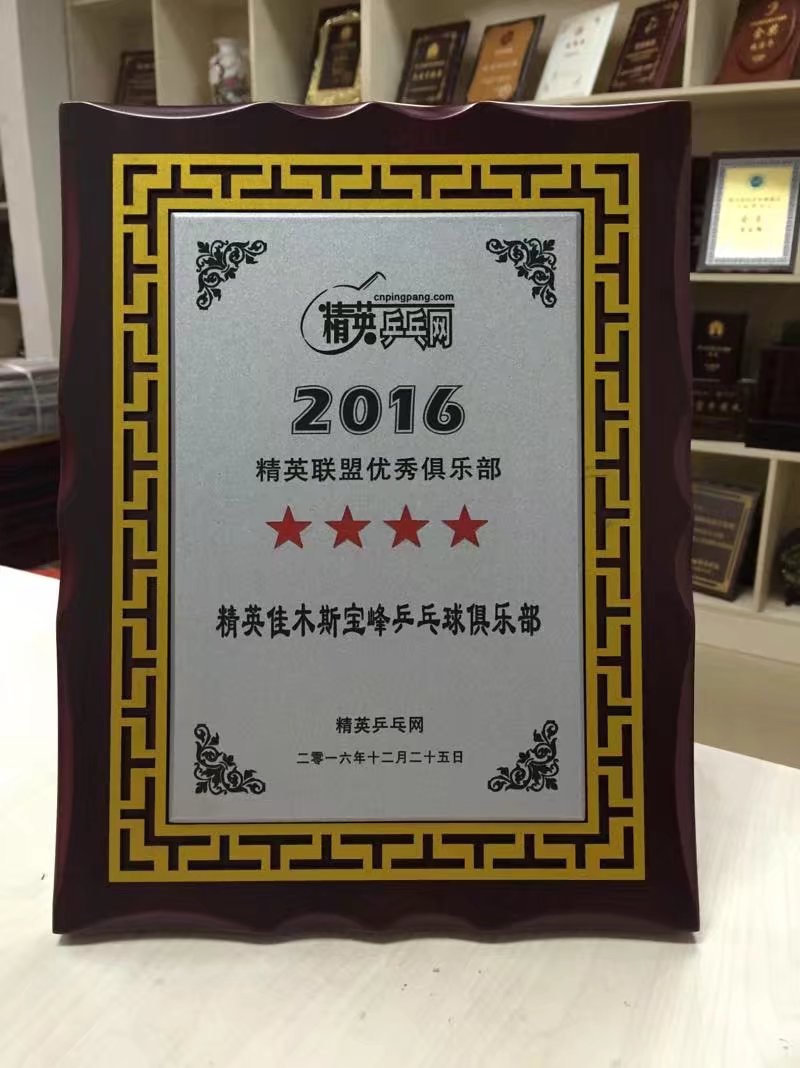 cnpingpang.com
精英乒乓网
2016
精英联盟优秀俱乐部
★★★★
精英佳木斯宝峰乒乓球俱乐部
精英乒乓网
二零一六年十二月二十五日